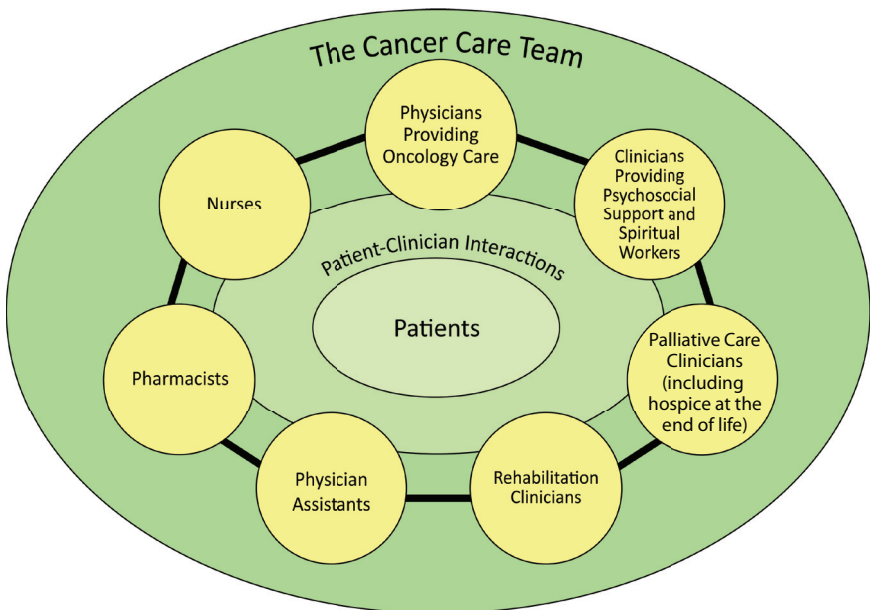 The Cancer Care Team
Physicians
Providing
Oncology Care
Clinicians
Providing
Psychosocial
Support and
Spiritual
Workers
Nurses
Patient-Clinician Interactions
Patients
Palliative Care
Clinicians
(including
hospice at the
end of life)
Pharmacists
Physician
Assistants
Rehabilitation
Clinicians